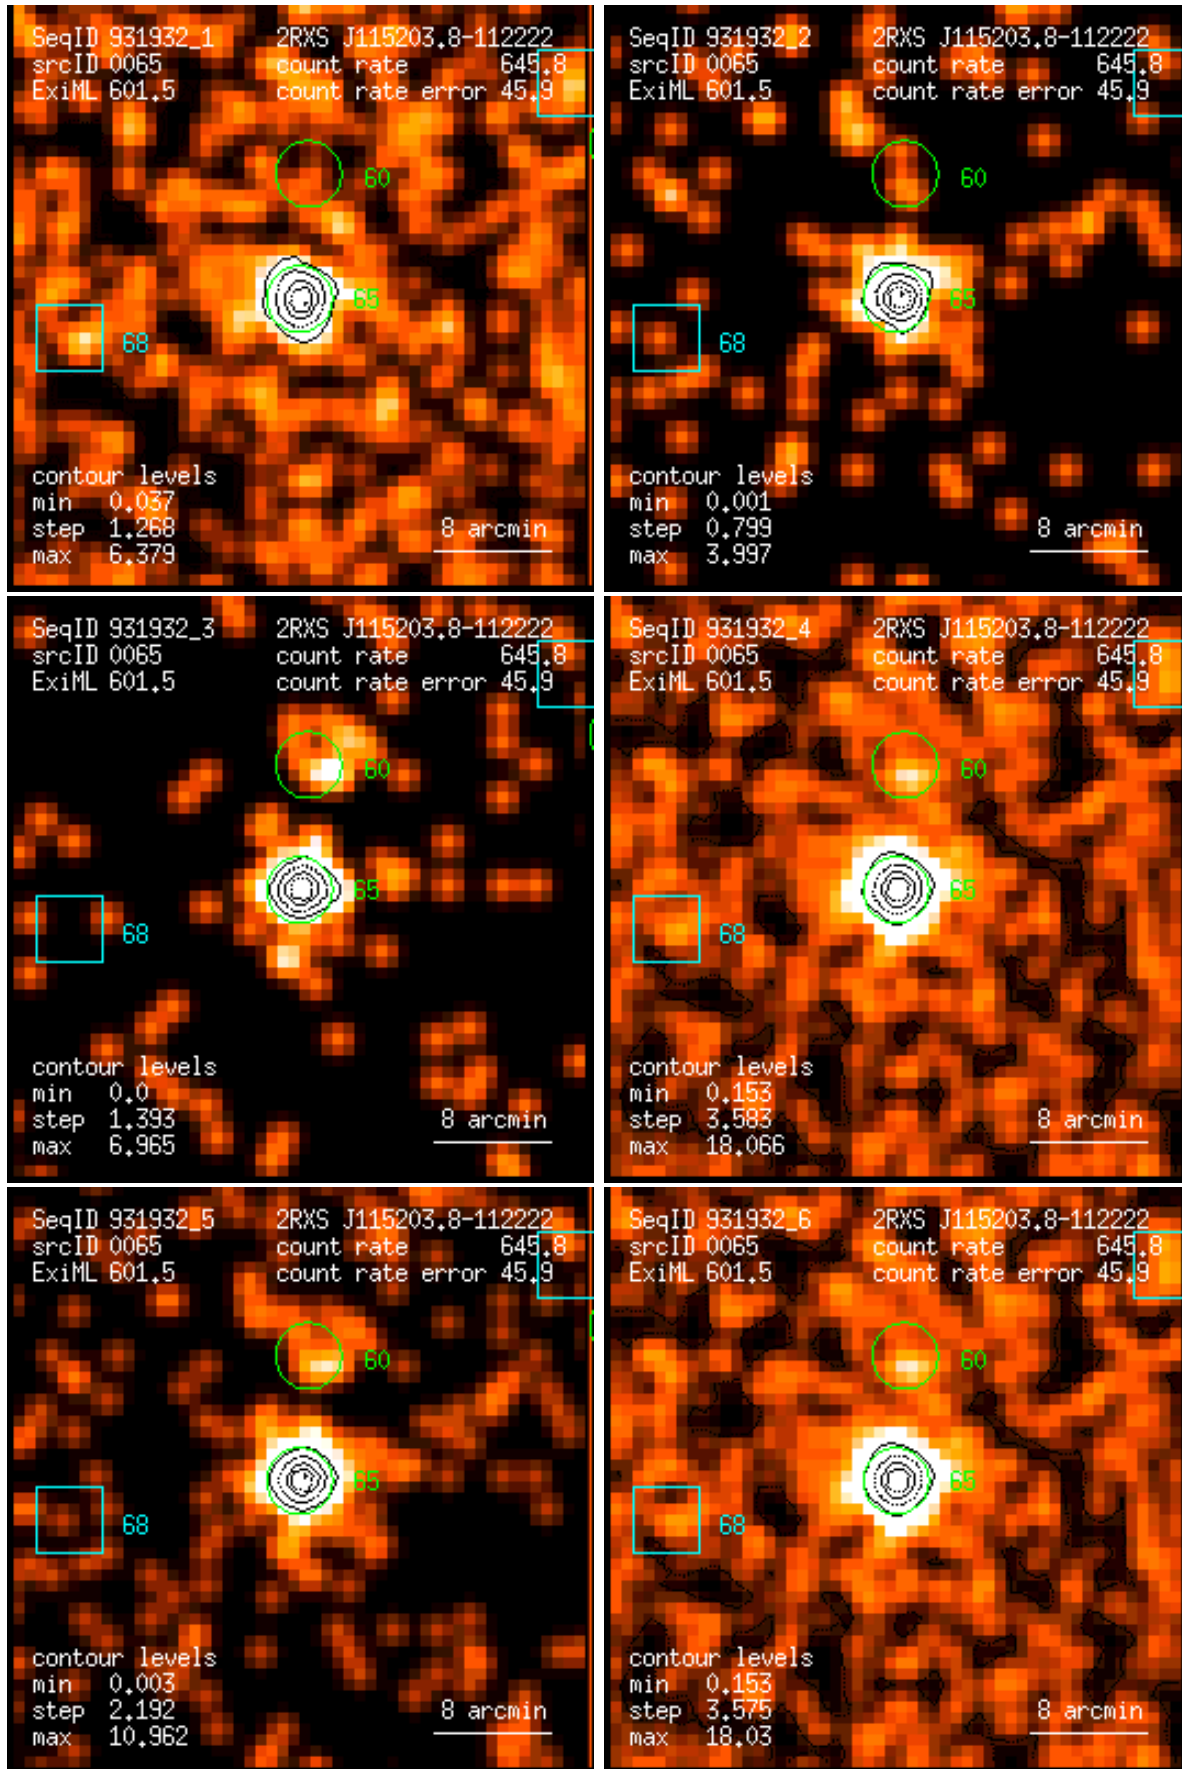 SeqID 931932_1 2RXS J115203.8-112222
srcID 0065 count rate 645.8
ExiML 601.5 count rate error 45.9
60
65
68
contour levels
min 0.037
step 1.268 8 arcmin
max 6.379
SeqID 931932_2 2RXS J115203.8-112222
srcID 0065 count rate 645.8
ExiML 601.5 count rate error 45.9
60
65
68
contour levels
min 0.001
step 0.799 8 arcmin
max 3.997
SeqID 931932_3 2RXS J115203.8-112222
srcID 0065 count rate 645.8
ExiML 601.5 count rate error 45.9
60
65
68
contour levels
min 0.0
step 1.393 8 arcmin
max 6.965
SeqID 931932_4 2RXS J115203.8-112222
srcID 0065 count rate 645.8
ExiML 601.5 count rate error 45.9
60
65
68
contour levels
min 0.153
step 3.583 8 arcmin
max 18.066
SeqID 931932_5 2RXS J115203.8-112222
srcID 0065 count rate 645.8
ExiML 601.5 count rate error 45.9
60
65
68
contour levels
min 0.003
step 2.192 8 arcmin
max 10.962
SeqID 931932_6 2RXS J115203.8-112222
srcID 0065 count rate 645.8
ExiML 601.5 count rate error 45.9
60
65
68
contour levels
min 0.153
step 3.575 8 arcmin
max 18.03